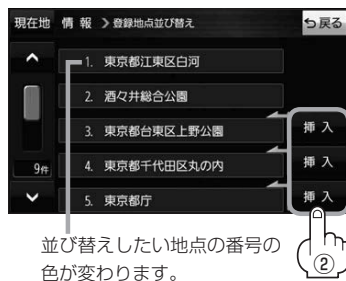 現在地 情 報 ❯登録地点並び替え 戻る
1. 東京都江東区白河
2. 酒々井総合公園
3. 東京都台東区上野公園 挿 入
4. 東京都千代田区丸の内 挿 入
9件
5. 東京都庁 挿 入
②
並び替えしたい地点の番号の
色が変わります。